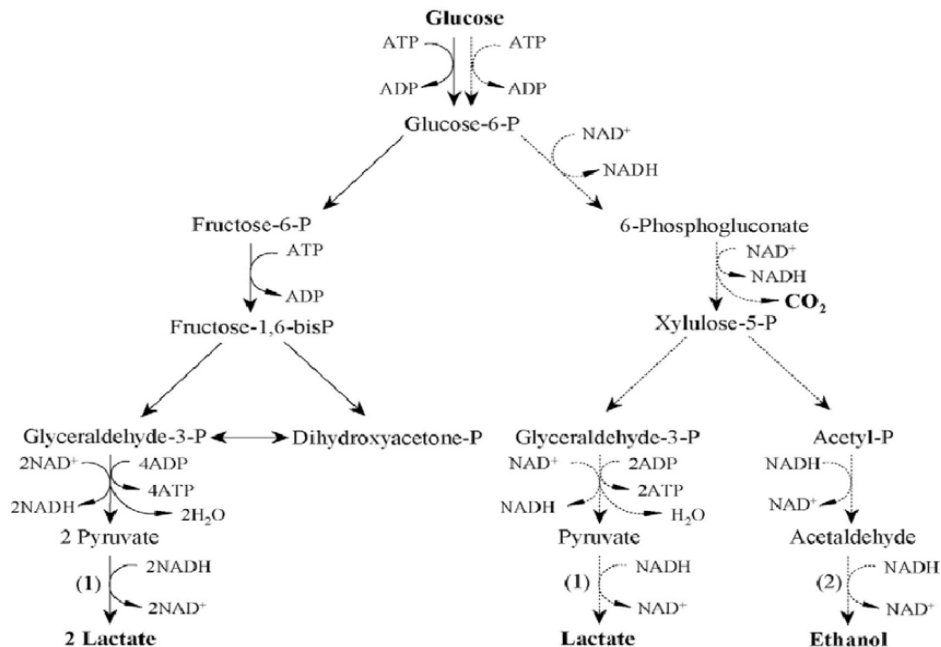 Glucose
ATP ATP
ADP ADP
Glucose-6-P
NAD⁺
NADH
Fructose-6-P 6-Phosphogluconate
ATP NAD⁺
ADP NADH
CO₂
Fructose-1,6-bisP Xylulose-5-P
Glyceraldehyde-3-P Dihydroxyacetone-P Glyceraldehyde-3-P Acetyl-P
2NAD⁺ 4ADP NAD⁺ 2ADP NADH
4ATP 2ATP
2NADH 2H₂O NADH H₂O NAD⁺
2 Pyruvate Pyruvate Acetaldehyde
(1) 2NADH (1) NADH (2) NADH
2NAD⁺ NAD⁺ NAD⁺
2 Lactate Lactate Ethanol